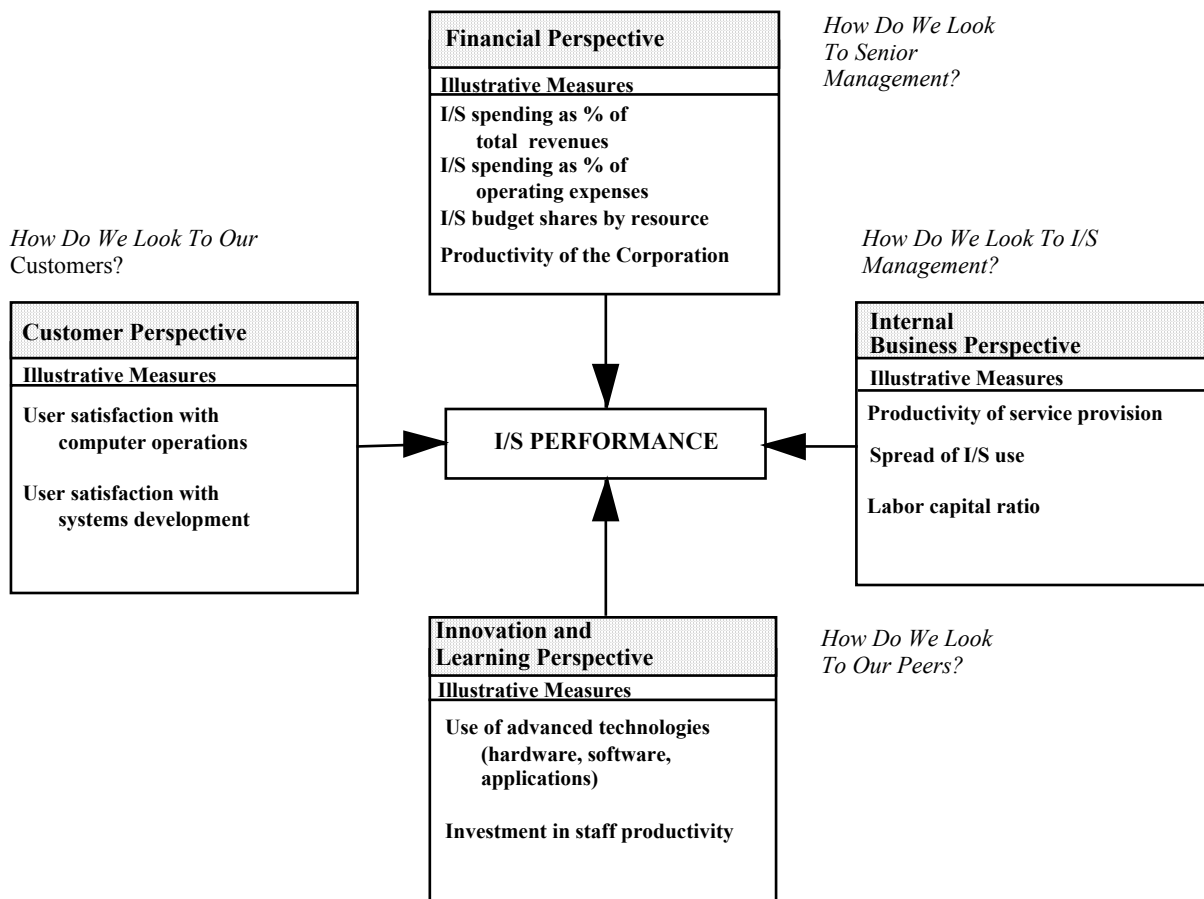 Financial Perspective
Illustrative Measures
I/S spending as % of
total revenues
I/S spending as % of
operating expenses
I/S budget shares by resource
Productivity of the Corporation
How Do We Look
To Senior
Management?
How Do We Look To Our
Customers?
Customer Perspective
Illustrative Measures
User satisfaction with
computer operations
User satisfaction with
systems development
I/S PERFORMANCE
How Do We Look To I/S
Management?
Internal
Business Perspective
Illustrative Measures
Productivity of service provision
Spread of I/S use
Labor capital ratio
Innovation and
Learning Perspective
Illustrative Measures
Use of advanced technologies
(hardware, software,
applications)
Investment in staff productivity
How Do We Look
To Our Peers?